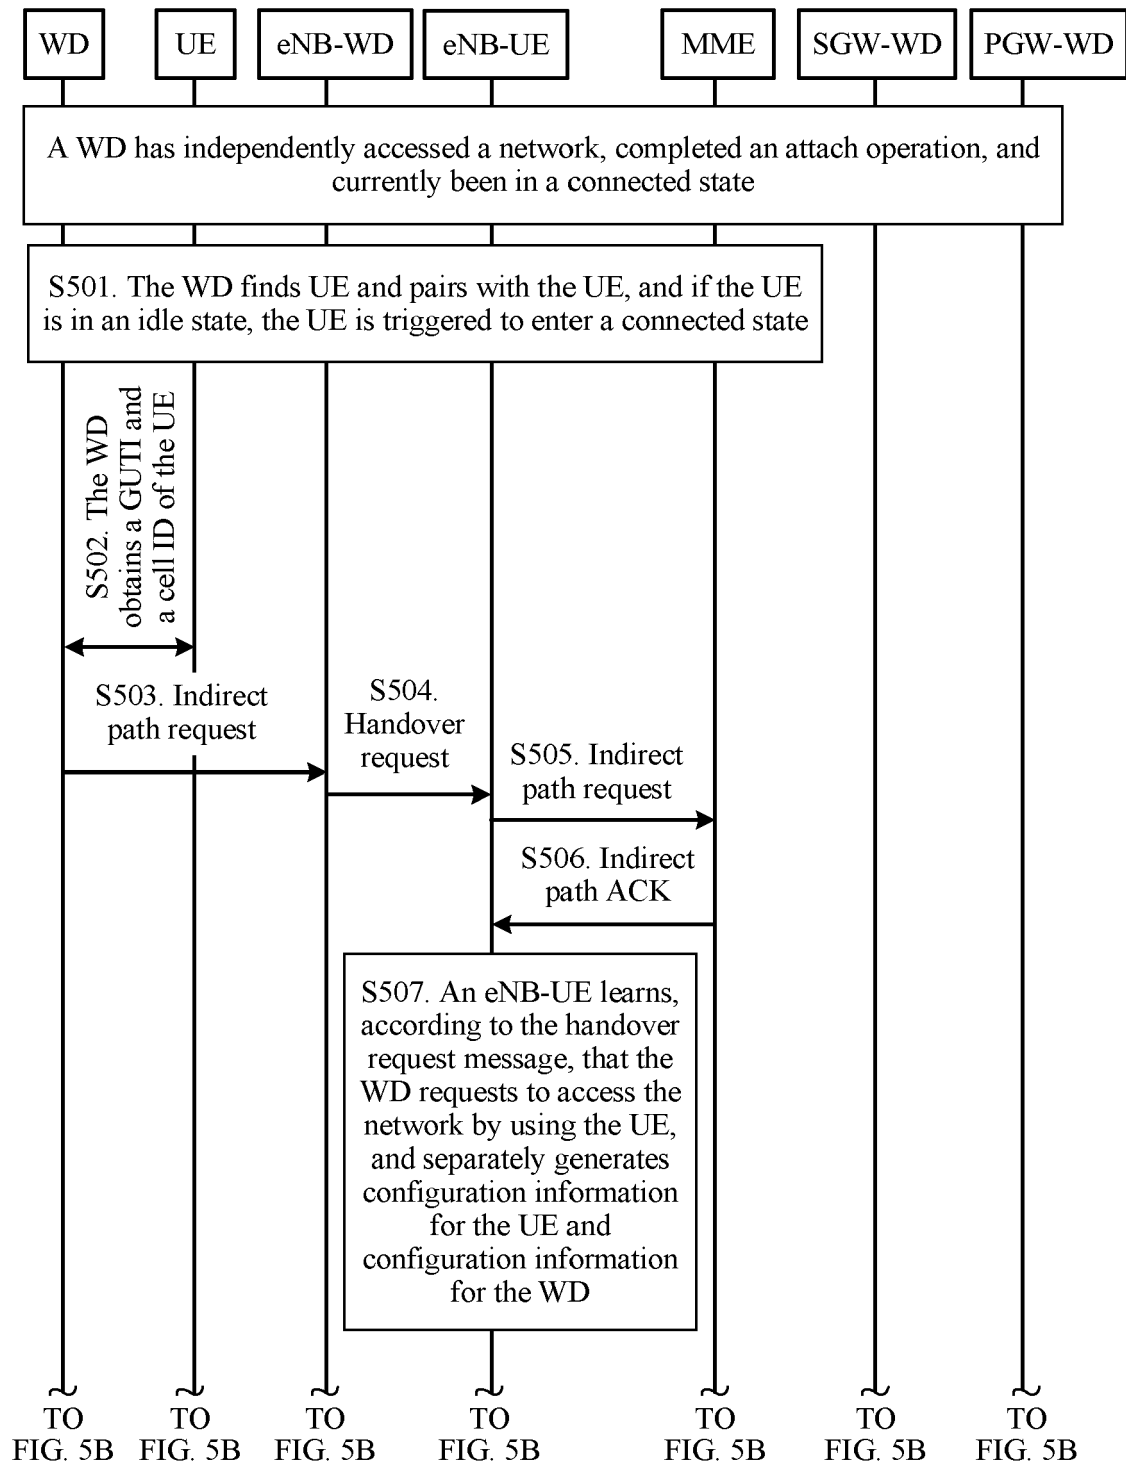 WD
UE
eNB-WD
eNB-UE
MME
SGW-WD
PGW-WD
A WD has independently accessed a network, completed an attach operation, and
currently been in a connected state
S501. The WD finds UE and pairs with the UE, and if the UE
is in an idle state, the UE is triggered to enter a connected state
S502. The WD
obtains a GUTI and
a cell ID of the UE
S503. Indirect
path request
S504.
Handover
request
S505. Indirect
path request
S506. Indirect
path ACK
S507. An eNB-UE learns,
according to the handover
request message, that the
WD requests to access the
network by using the UE,
and separately generates
configuration information
for the UE and
configuration information
for the WD
TO
FIG. 5B
TO
FIG. 5B
TO
FIG. 5B
TO
FIG. 5B
TO
FIG. 5B
TO
FIG. 5B
TO
FIG. 5B